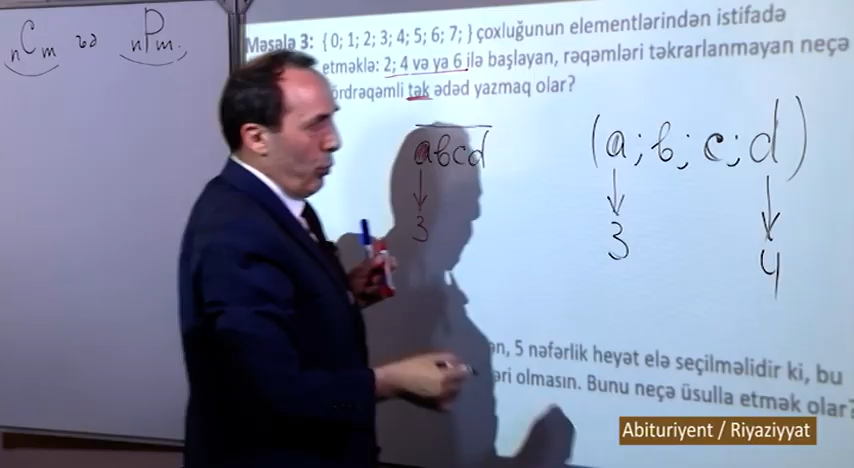 nCm və nPm.
Məsələ 3: { 0; 1; 2; 3; 4; 5; 6; 7; } çoxluğunun elementlərindən istifadə
etməklə: 2; 4 və ya 6 ilə başlayan, rəqəmləri təkrarlanmayan neçə
dördrəqəmli tək ədəd yazmaq olar?
abcd
3
(a; b; c; d)
3 4
5 nəfərlik heyət elə seçilməlidir ki, bu
olmasın. Bunu neçə üsulla etmək olar?
Abituriyent / Riyaziyyat